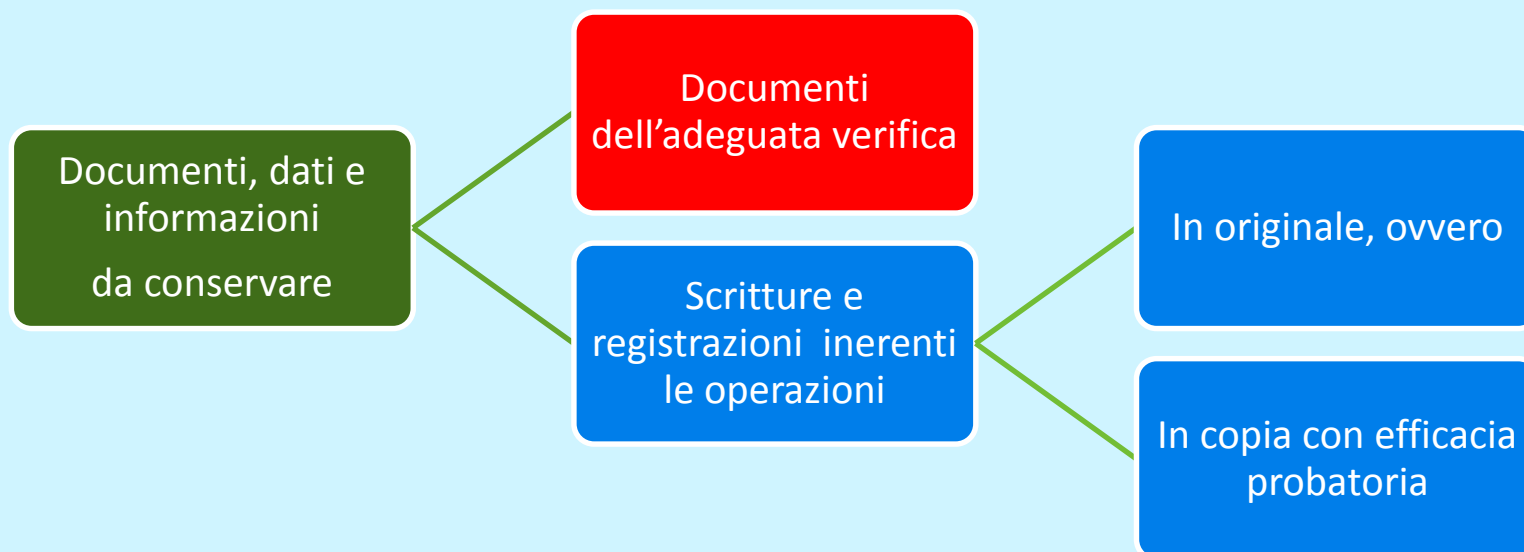 Documenti, dati e
informazioni
da conservare
Documenti
dell’adeguata verifica
Scritture e
registrazioni inerenti
le operazioni
In originale, ovvero
In copia con efficacia
probatoria